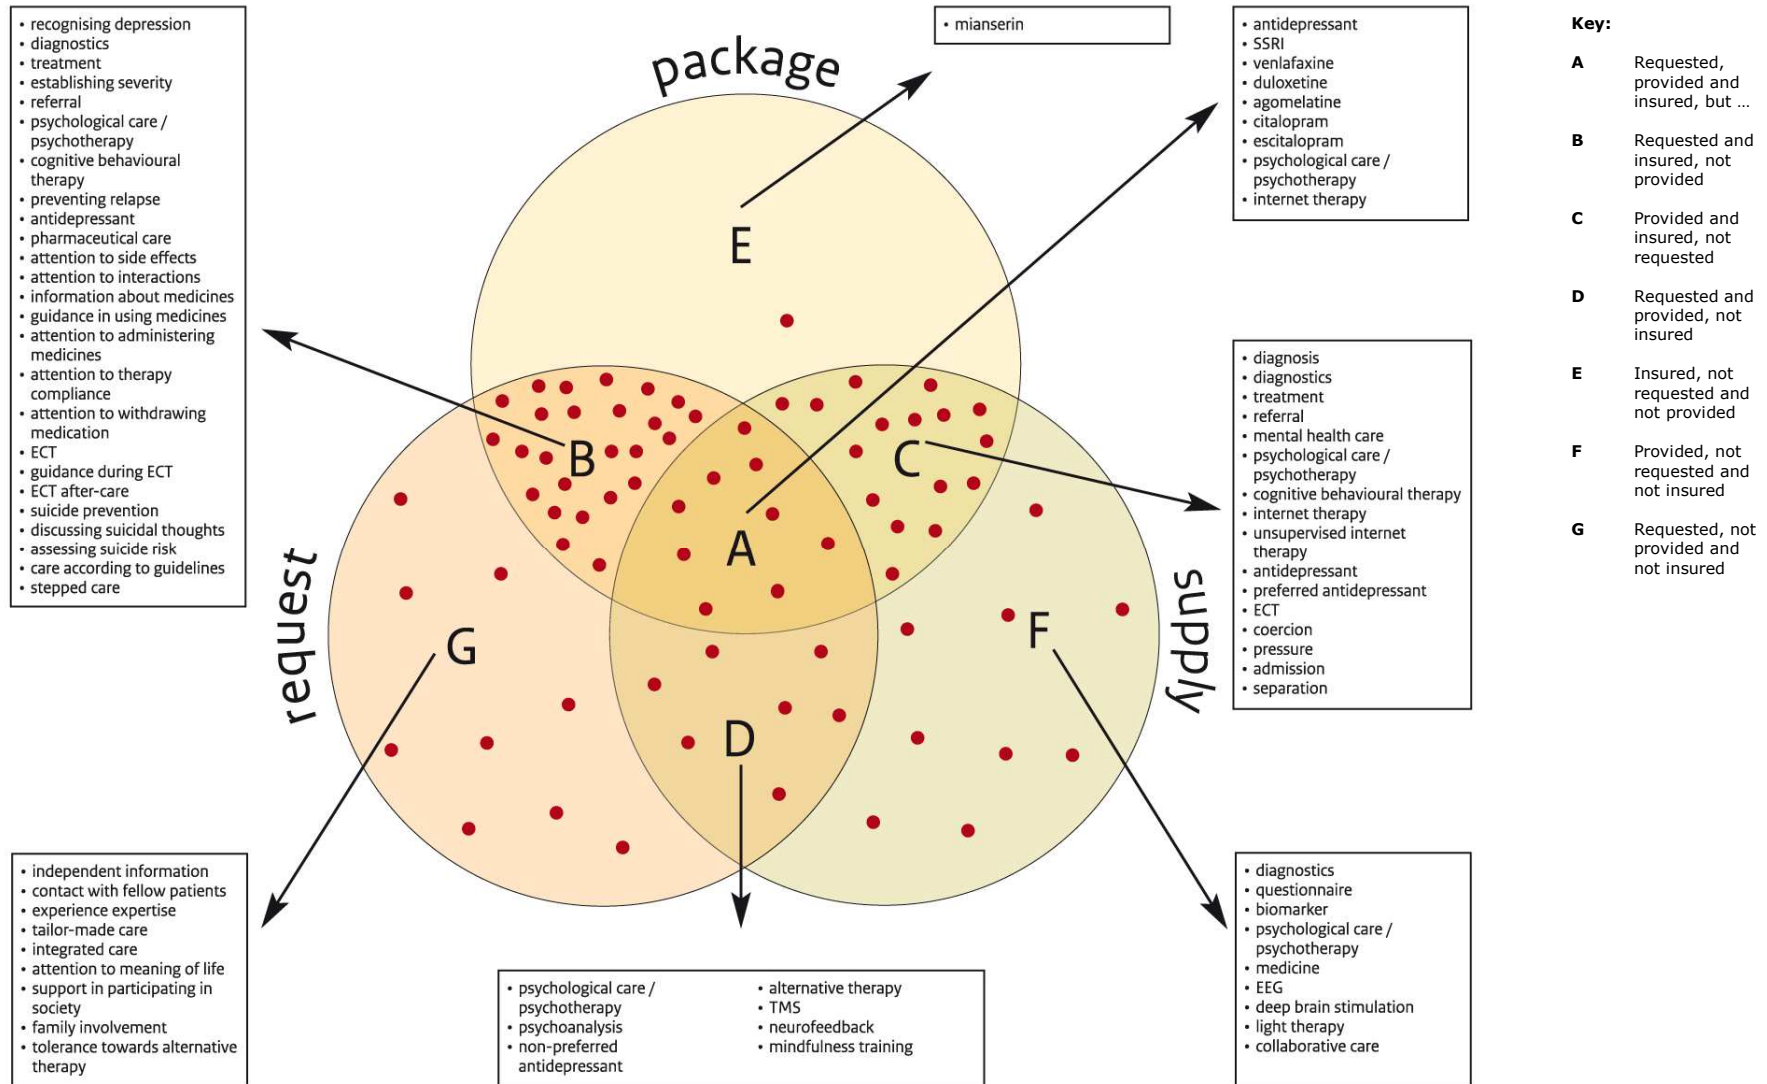 • recognising depression
• diagnostics
• treatment
• establishing severity
• referral
• psychological care /
psychotherapy
• cognitive behavioural
therapy
• preventing relapse
• antidepressant
• pharmaceutical care
• attention to side effects
• attention to interactions
• information about medicines
• guidance in using medicines
• attention to administering
medicines
• attention to therapy
compliance
• attention to withdrawing
medication
• ECT
• guidance during ECT
• ECT after-care
• suicide prevention
• discussing suicidal thoughts
• assessing suicide risk
• care according to guidelines
• stepped care
package
• mianserin
• antidepressant
• SSRI
• venlafaxine
• duloxetine
• agomelatine
• citalopram
• escitalopram
• psychological care /
psychotherapy
• internet therapy
Key:
A Requested,
provided and
insured, but ...
B Requested and
insured, not
provided
C Provided and
insured, not
requested
D Requested and
provided, not
insured
E Insured, not
requested and
not provided
F Provided, not
requested and
not insured
G Requested, not
provided and
not insured
E
B
C
A
G
F
D
request
supply
• diagnosis
• diagnostics
• treatment
• referral
• mental health care
• psychological care /
psychotherapy
• cognitive behavioural therapy
• internet therapy
• unsupervised internet
therapy
• antidepressant
• preferred antidepressant
• ECT
• coercion
• pressure
• admission
• separation
• independent information
• contact with fellow patients
• experience expertise
• tailor-made care
• integrated care
• attention to meaning of life
• support in participating in
society
• family involvement
• tolerance towards alternative
therapy
• psychological care /
psychotherapy
• psychoanalysis
• non-preferred
antidepressant
• alternative therapy
• TMS
• neurofeedback
• mindfulness training
• diagnostics
• questionnaire
• biomarker
• psychological care /
psychotherapy
• medicine
• EEG
• deep brain stimulation
• light therapy
• collaborative care